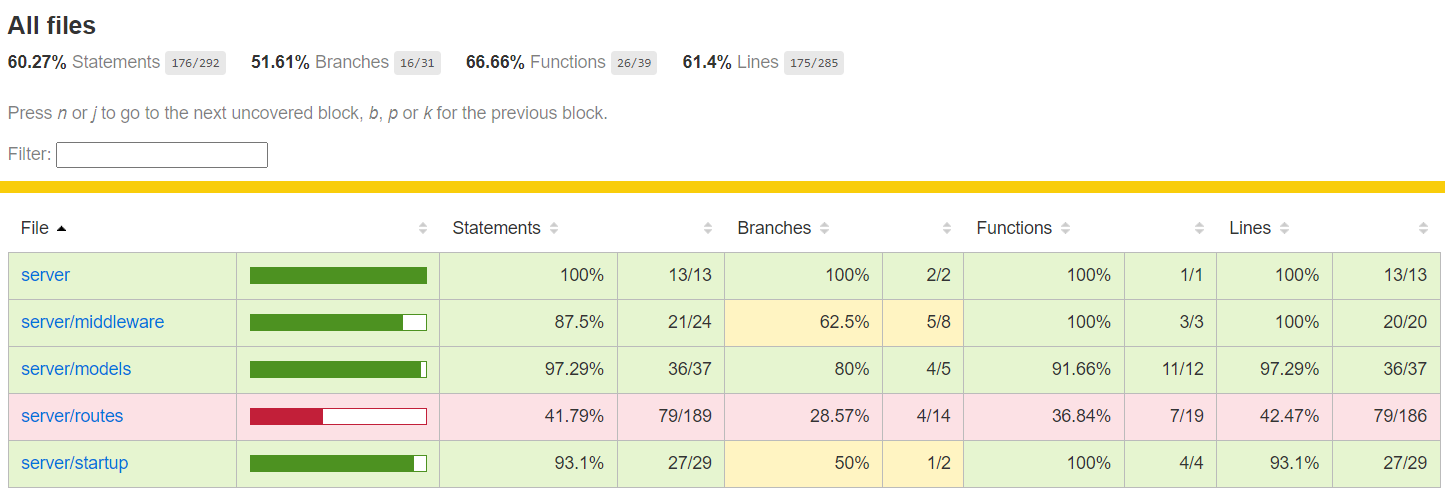 All files
60.27% Statements 176/292 51.61% Branches 16/31 66.66% Functions 26/39 61.4% Lines 175/285
Press n or j to go to the next uncovered block, b, p or k for the previous block.
Filter:
File Statements Branches Functions Lines
server 100% 13/13 100% 2/2 100% 1/1 100% 13/13
server/middleware 87.5% 21/24 62.5% 5/8 100% 3/3 100% 20/20
server/models 97.29% 36/37 80% 4/5 91.66% 11/12 97.29% 36/37
server/routes 41.79% 79/189 28.57% 4/14 36.84% 7/19 42.47% 79/186
server/startup 93.1% 27/29 50% 1/2 100% 4/4 93.1% 27/29